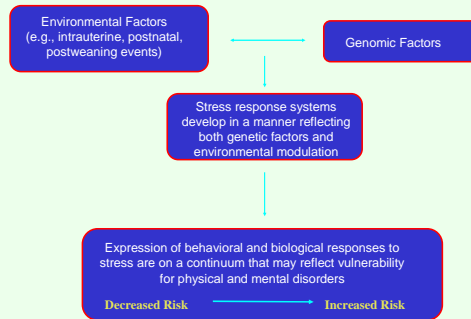 Environmental Factors
(e.g., intrauterine, postnatal,
postweaning events)
Genomic Factors
Stress response systems
develop in a manner reflecting
both genetic factors and
environmental modulation
Expression of behavioral and biological responses to
stress are on a continuum that may reflect vulnerability
for physical and mental disorders
Decreased Risk
Increased Risk